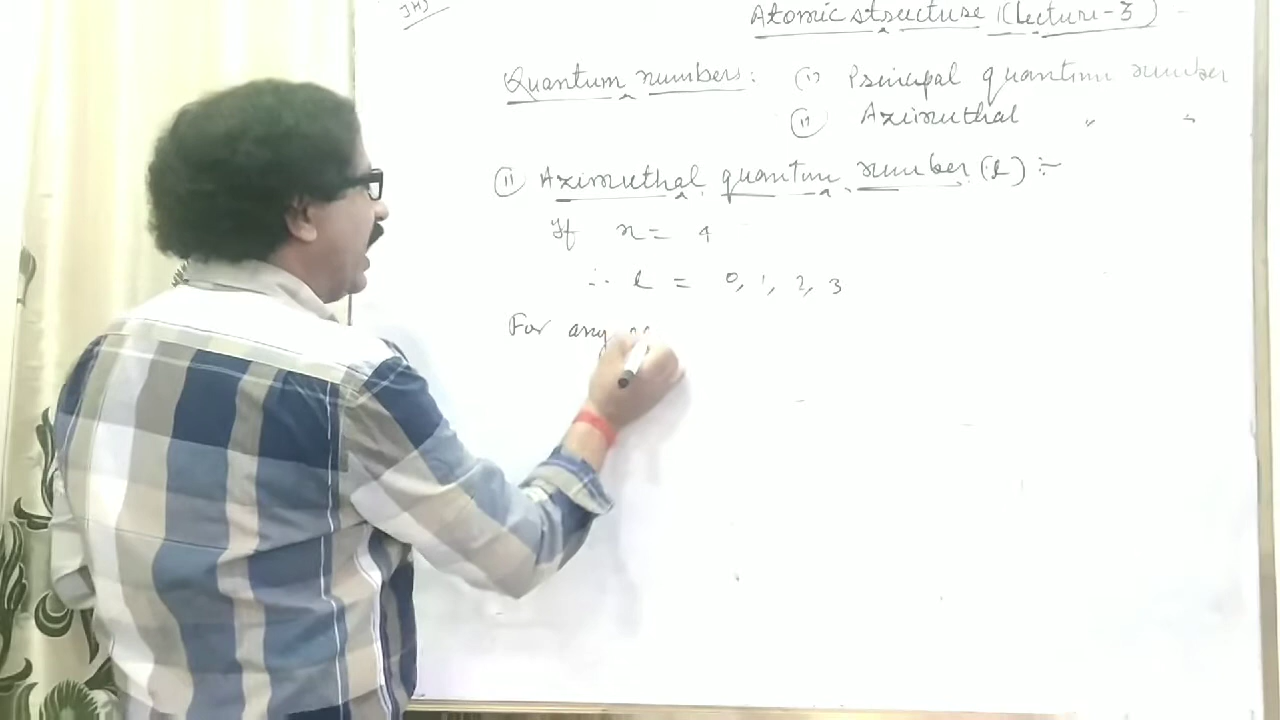 Atomic structure (Lecture-3)
Quantum numbers: (i) Principal quantum number
(ii) Azimuthal " "
(ii) Azimuthal quantum number (l) :-
If n = 4
∴ l = 0, 1, 2, 3
For any